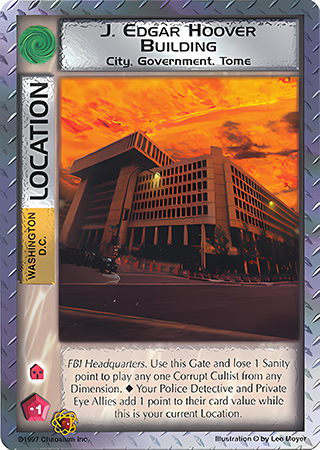 J. Edgar Hoover
Building
City. Government. Tome
LOCATION
WASHINGTON
D.C.
FBI Headquarters. Use this Gate and lose 1 Sanity
point to play any one Corrupt Cultist from any
Dimension. ◆ Your Police Detective and Private
Eye Allies add 1 point to their card value while
this is your current Location.
-1
©1997 Chaosium Inc.
Illustration © by Lee Moyer